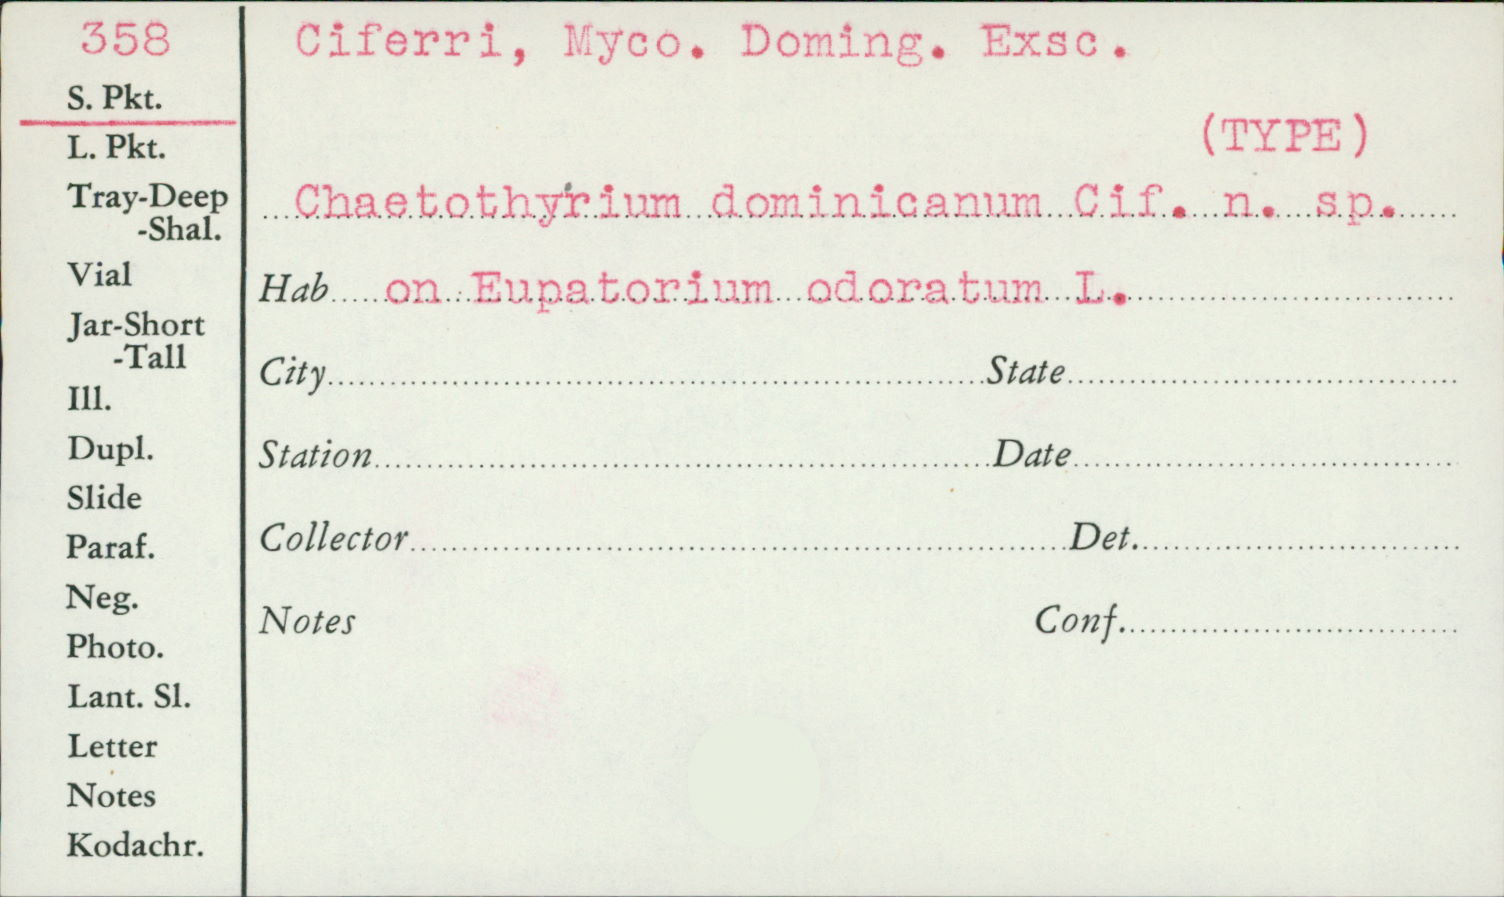 358
S. Pkt.
L. Pkt.
Tray-Deep
-Shal.
Vial
Jar-Short
-Tall
Ill.
Dupl.
Slide
Paraf.
Neg.
Photo.
Lant. Sl.
Letter
Notes
Kodachr.
Ciferri, Myco. Doming. Exsc.
(TYPE)
Chaetothyrium dominicanum Cif. n. sp.
Hab on Eupatorium odoratum L.
City State
Station Date
Collector Det.
Notes Conf.